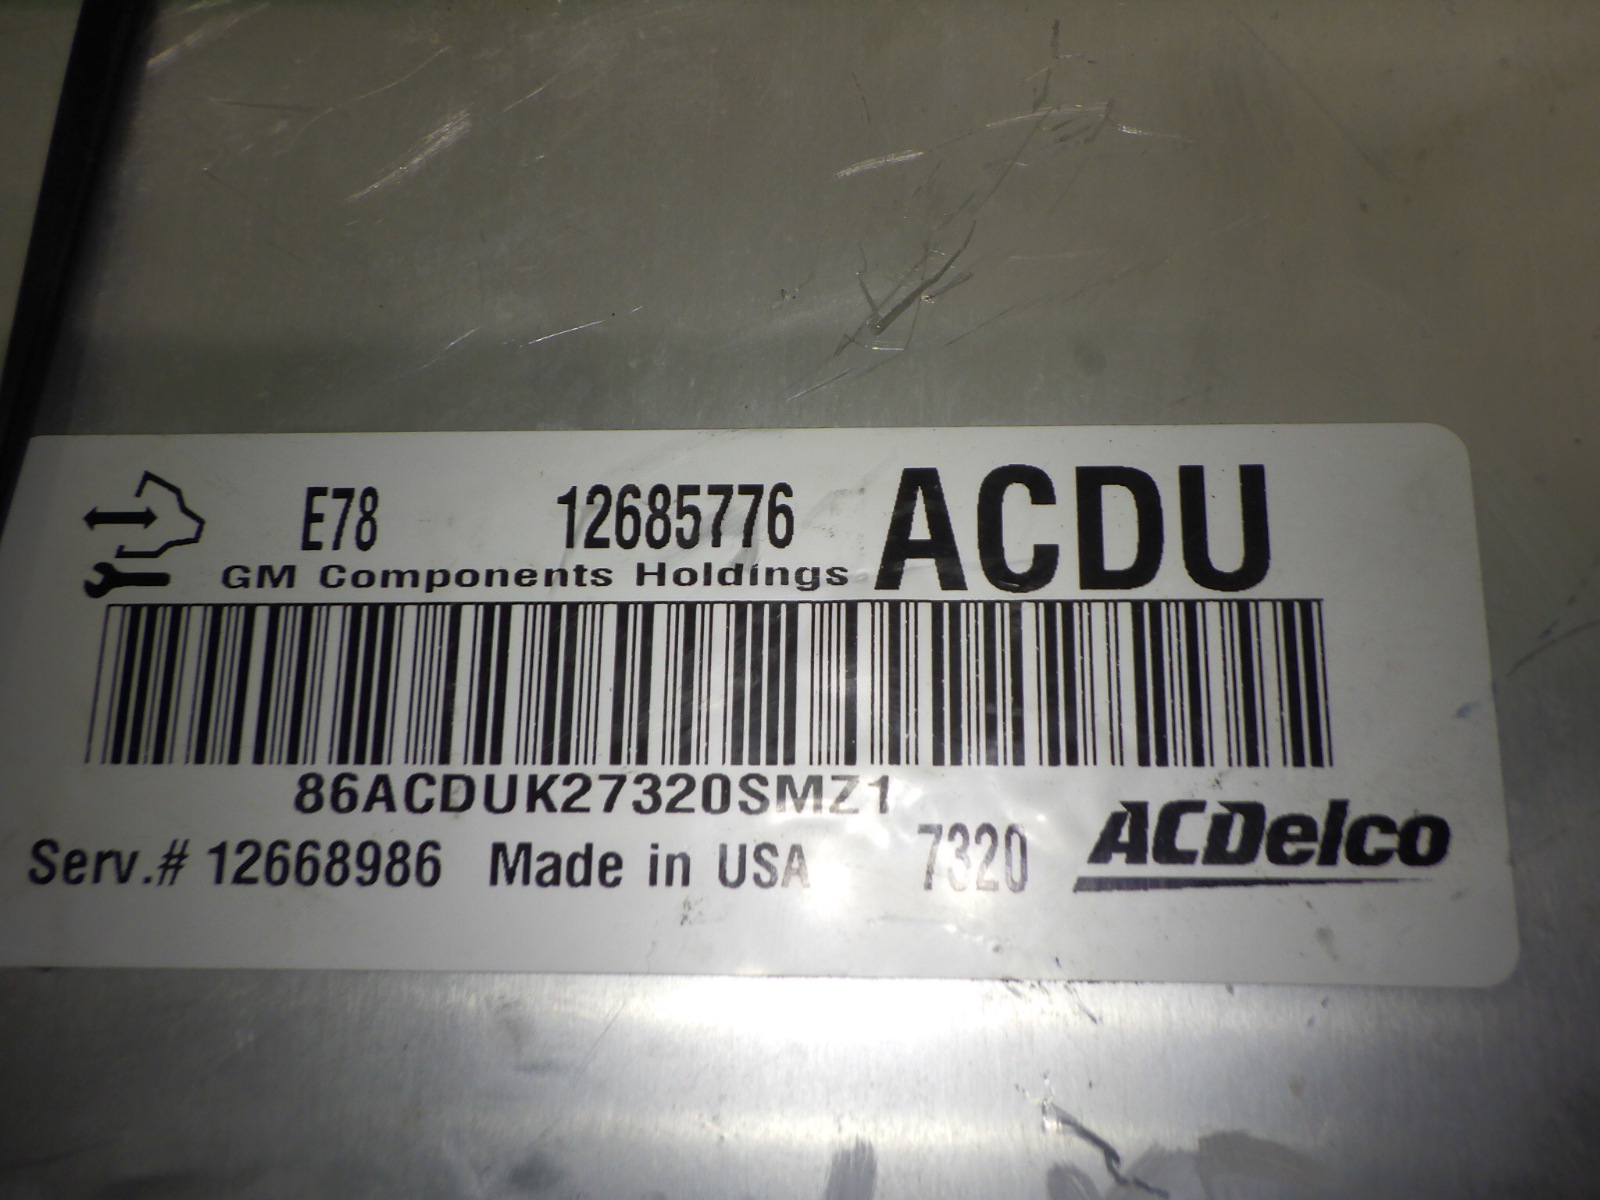 E78 12685776 ACDU
GM Components Holdings
86ACDUK27320SMZ1
Serv.# 12668986 Made in USA 7320 ACDelco